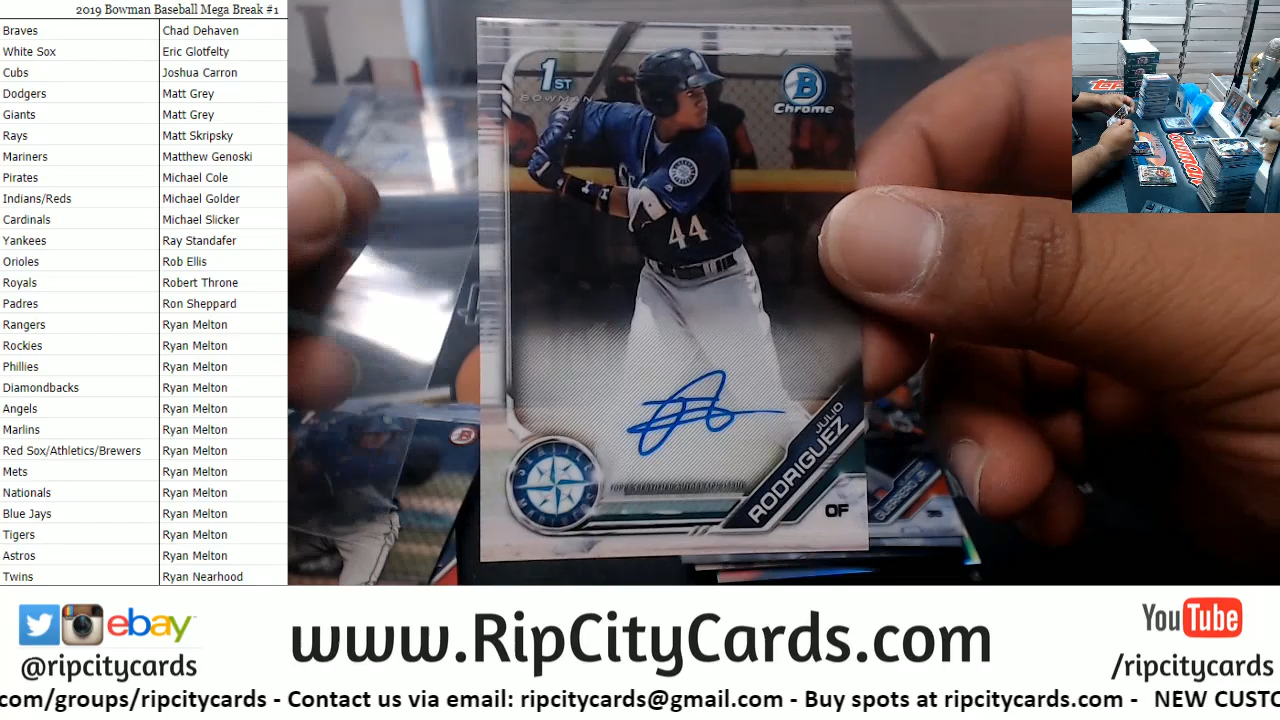 2019 Bowman Baseball Mega Break #1
Braves Chad Dehaven
White Sox Eric Glotfelty
Cubs Joshua Carron
Dodgers Matt Grey
Giants Matt Grey
Rays Matt Skripsky
Mariners Matthew Genoski
Pirates Michael Cole
Indians/Reds Michael Golder
Cardinals Michael Slicker
Yankees Ray Standafer
Orioles Rob Ellis
Royals Robert Throne
Padres Ron Sheppard
Rangers Ryan Melton
Rockies Ryan Melton
Phillies Ryan Melton
Diamondbacks Ryan Melton
Angels Ryan Melton
Marlins Ryan Melton
Red Sox/Athletics/Brewers Ryan Melton
Mets Ryan Melton
Nationals Ryan Melton
Blue Jays Ryan Melton
Tigers Ryan Melton
Astros Ryan Melton
Twins Ryan Nearhood
1ST
BOWMAN
B
Chrome
44
JULIO
RODRIGUEZ
OF
TOPPS CERTIFIED AUTOGRAPH ISSUE
Bowman
ebay
@ripcitycards
www.RipCityCards.com
YouTube
/ripcitycards
com/groups/ripcitycards - Contact us via email: ripcitycards@gmail.com - Buy spots at ripcitycards.com - NEW CUSTO